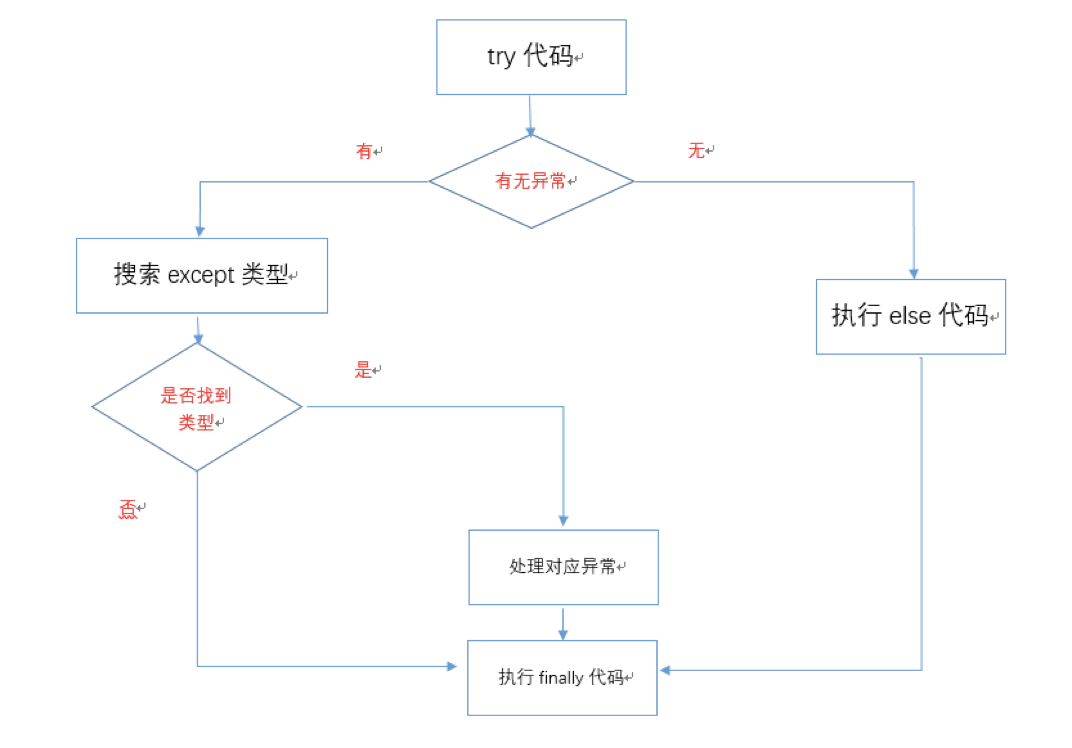 try 代码
有
无
有无异常
搜索 except 类型
执行 else 代码
是
是否找到
类型
否
处理对应异常
执行 finally 代码